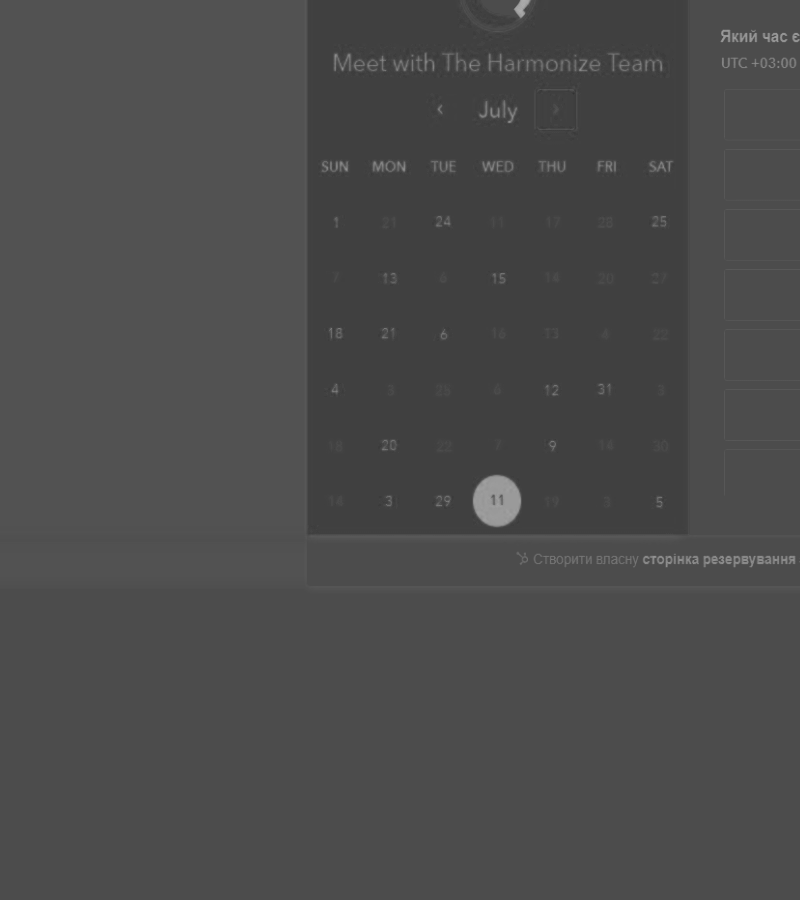 Meet with The Harmonize Team
‹ July ›
SUN MON TUE WED THU FRI SAT
1 21 24 11 17 28 25
7 13 6 15 14 20 27
18 21 6 16 13 4 22
4 3 25 8 12 31 3
18 20 22 7 9 14 30
14 3 29 11 19 3 5
Який час є
UTC +03:00
Створити власну сторінка резервування